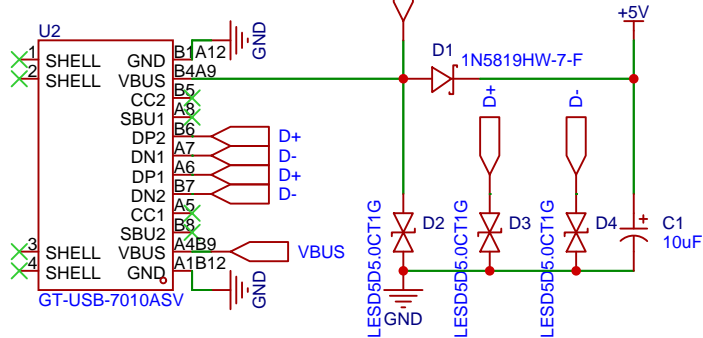 U2
1 SHELL GND B1A12 GND
2 SHELL VBUS B4A9
CC2 B5
SBU1 A8
DP2 B6 D+
DN1 A7 D-
DP1 A6 D+
DN2 B7 D-
CC1 A5
SBU2 B8
3 SHELL VBUS A4B9 VBUS
4 SHELL GND A1B12 GND
GT-USB-7010ASV
+5V
D1
1N5819HW-7-F
D+
D-
D2
LESD5D5.0CT1G
D3
LESD5D5.0CT1G
D4
LESD5D5.0CT1G
+
C1
10uF
GND